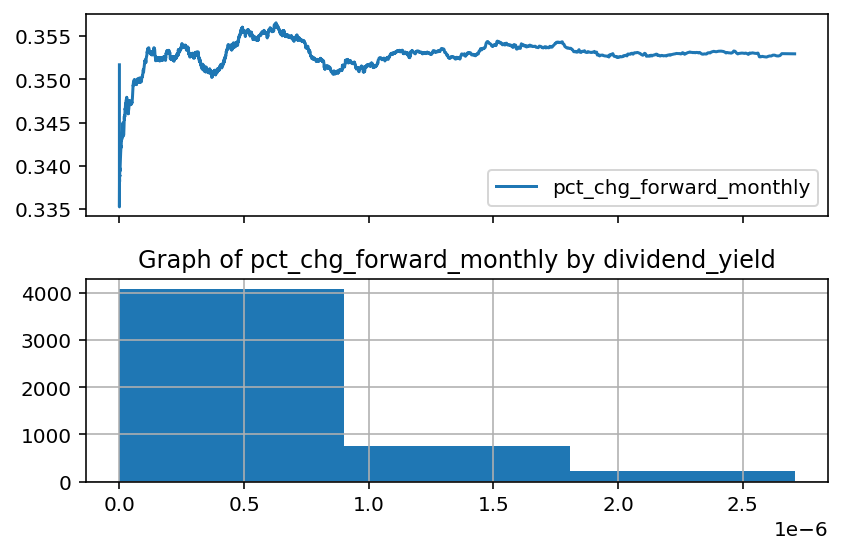 0.355
0.350
0.345
0.340
0.335
pct_chg_forward_monthly
Graph of pct_chg_forward_monthly by dividend_yield
4000
3000
2000
1000
0
0.0 0.5 1.0 1.5 2.0 2.5
1e−6